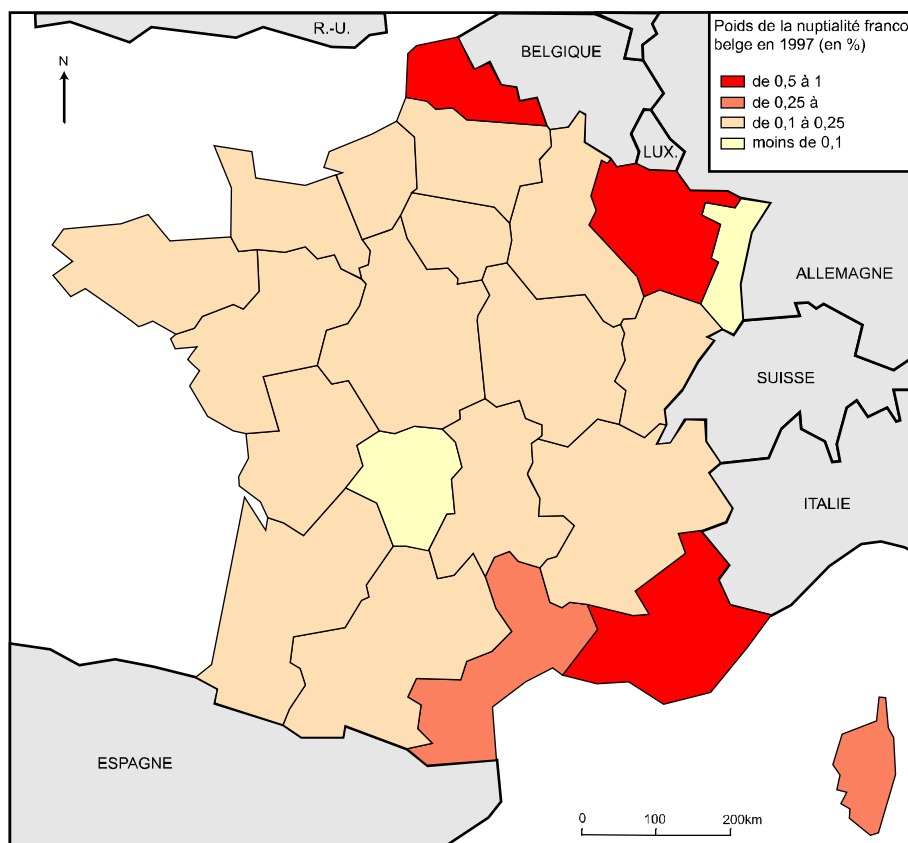 R.-U.
BELGIQUE
Poids de la nuptialité franco
belge en 1997 (en %)
N
de 0,5 à 1
de 0,25 à
de 0,1 à 0,25
moins de 0,1
LUX.
ALLEMAGNE
SUISSE
ITALIE
ESPAGNE
0 100 200km